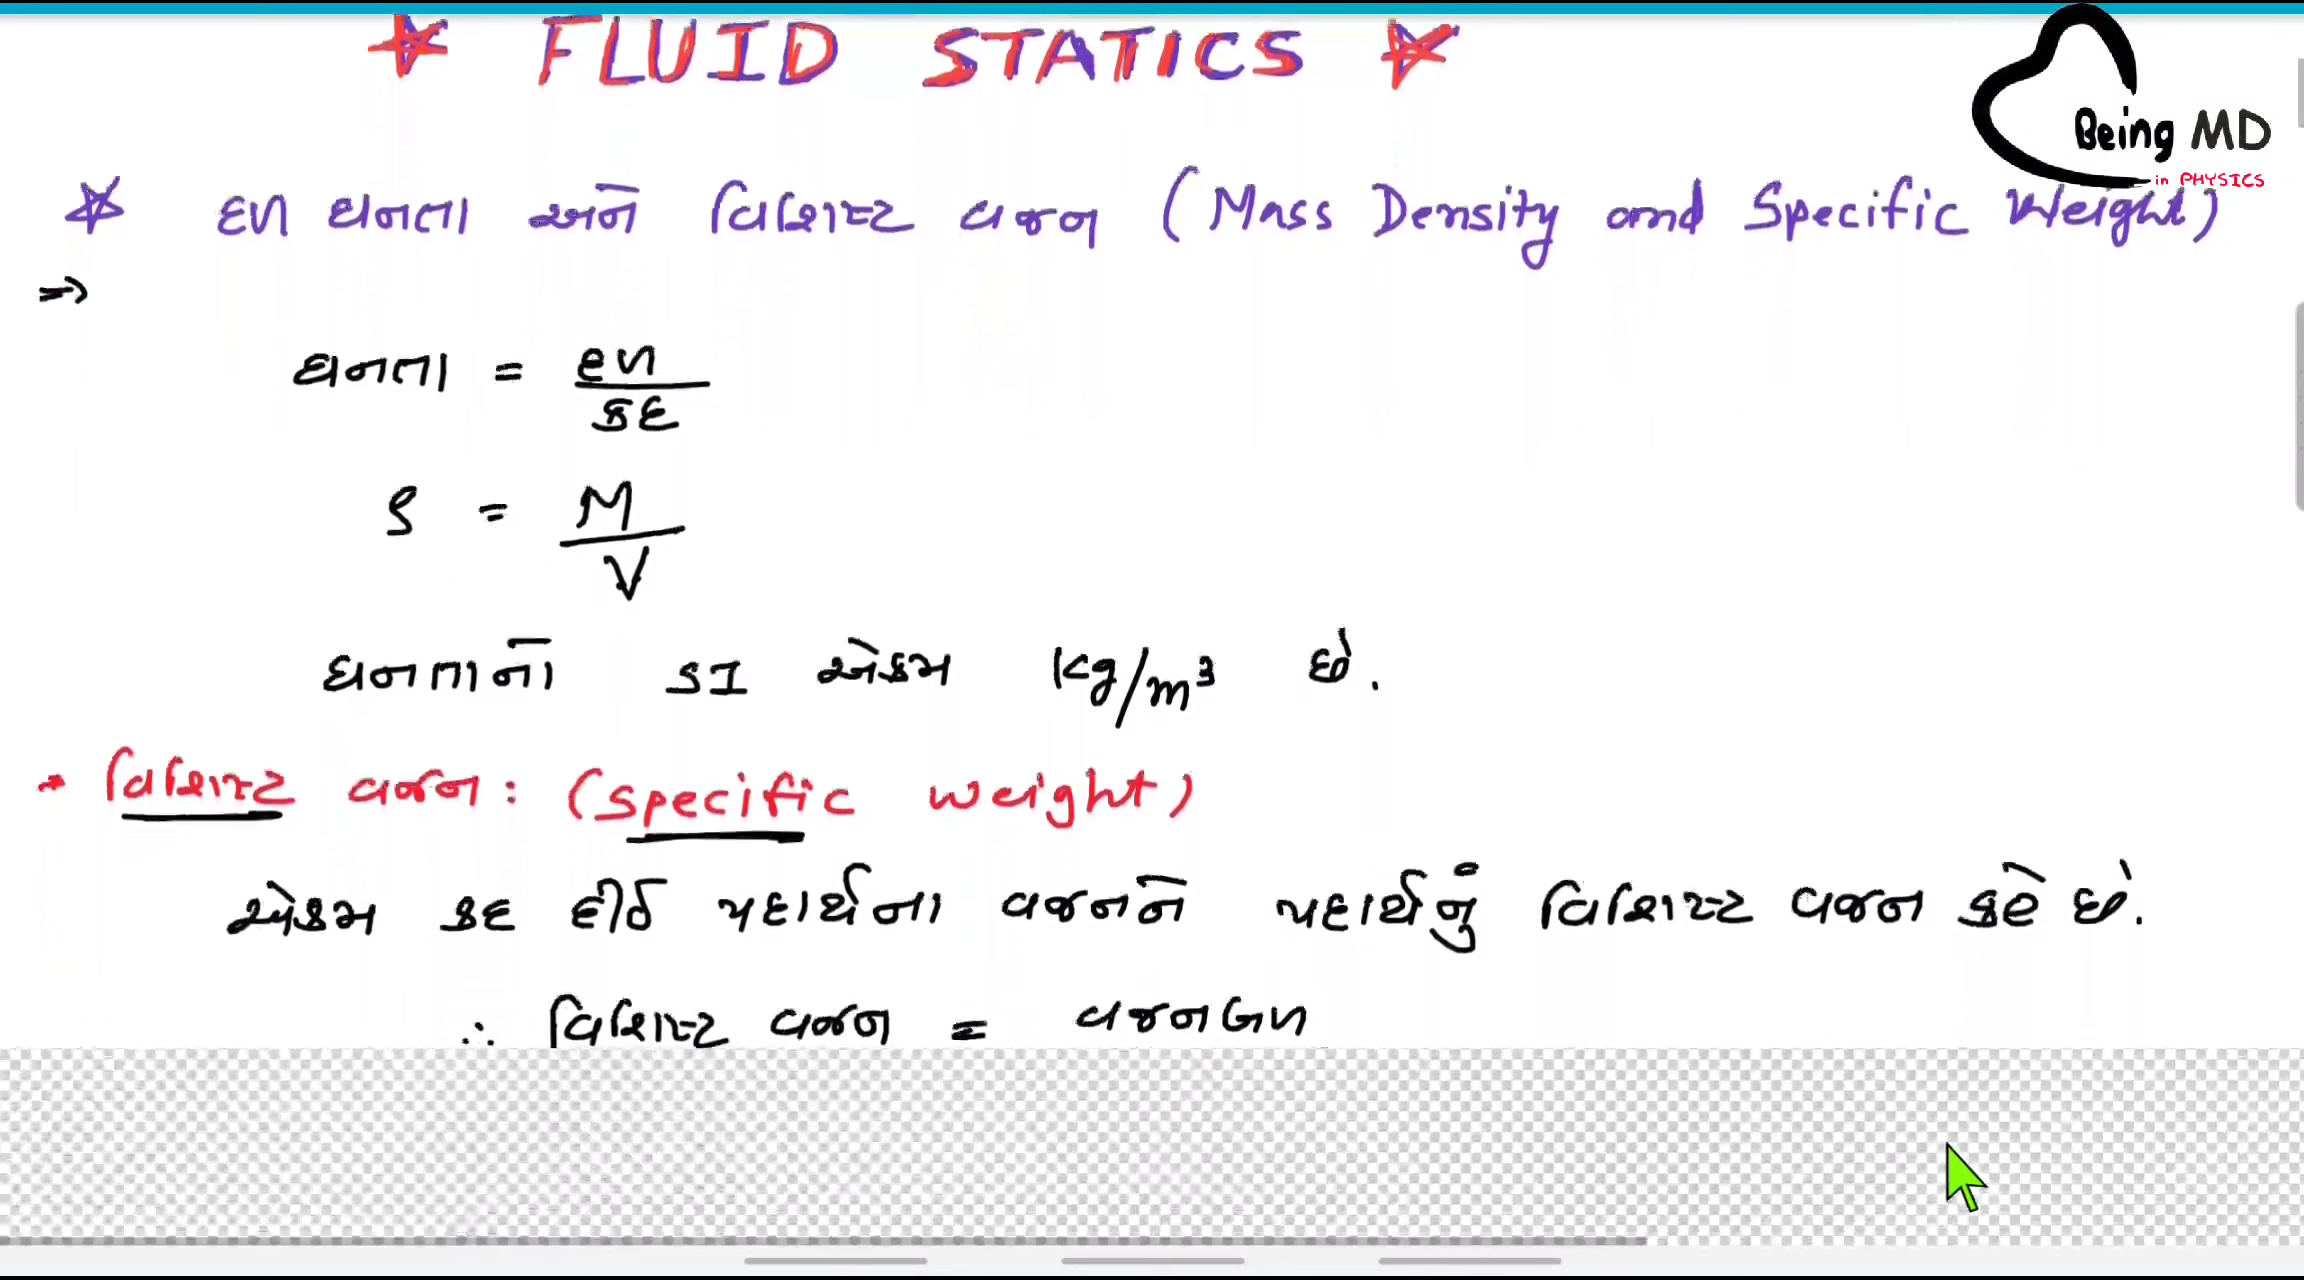 ☆ FLUID STATICS ☆
Being MD
in PHYSICS
☆ દળ ઘનતા અને વિશિષ્ટ વજન (Mass Density and Specific Weight)
⇒
ઘનતા = દળ / કદ
ρ = M / V
ઘનતાનો SI એકમ kg/m³ છે.
→ વિશિષ્ટ વજન : (Specific weight)
એકમ કદ દીઠ પદાર્થના વજનને પદાર્થનું વિશિષ્ટ વજન કહે છે.
∴ વિશિષ્ટ વજન = વજનબળ